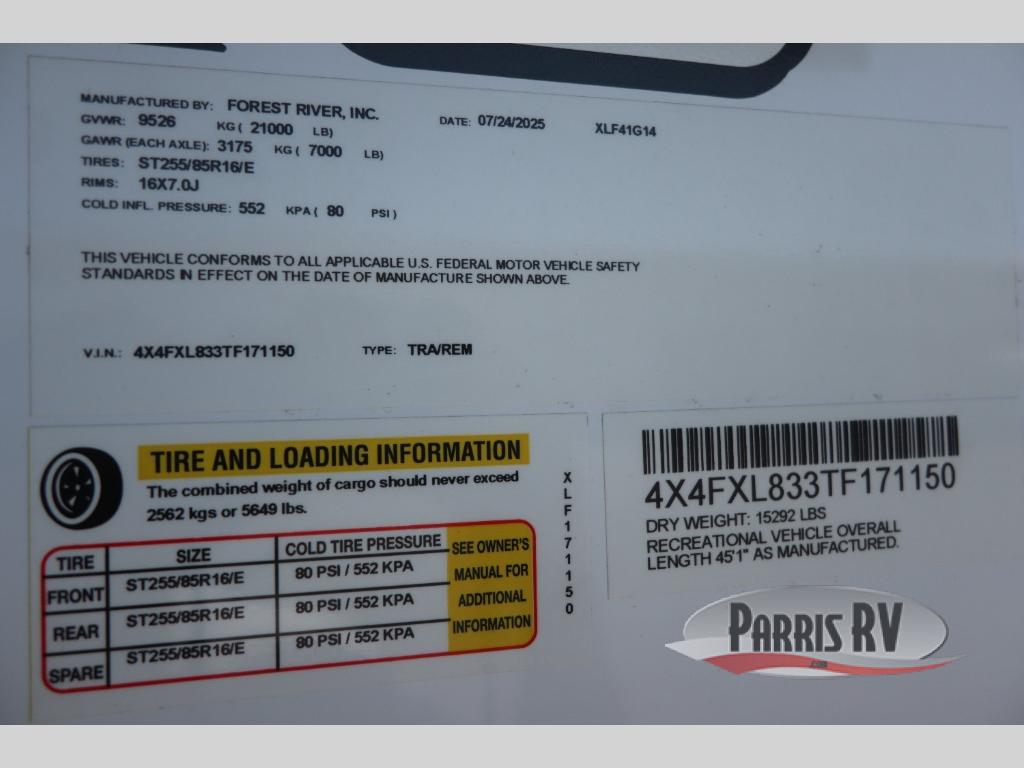 MANUFACTURED BY: FOREST RIVER, INC. DATE: 07/24/2025 XLF41G14
GVWR: 9526 KG ( 21000 LB)
GAWR (EACH AXLE): 3175 KG ( 7000 LB)
TIRES: ST255/85R16/E
RIMS: 16X7.0J
COLD INFL. PRESSURE: 552 KPA ( 80 PSI )
THIS VEHICLE CONFORMS TO ALL APPLICABLE U.S. FEDERAL MOTOR VEHICLE SAFETY
STANDARDS IN EFFECT ON THE DATE OF MANUFACTURE SHOWN ABOVE.
V.I.N.: 4X4FXL833TF171150 TYPE: TRA/REM
TIRE AND LOADING INFORMATION
The combined weight of cargo should never exceed
2562 kgs or 5649 lbs.
TIRE SIZE COLD TIRE PRESSURE
FRONT ST255/85R16/E 80 PSI / 552 KPA
REAR ST255/85R16/E 80 PSI / 552 KPA
SPARE ST255/85R16/E 80 PSI / 552 KPA
SEE OWNER'S
MANUAL FOR
ADDITIONAL
INFORMATION
XLF171150
4X4FXL833TF171150
DRY WEIGHT: 15292 LBS
RECREATIONAL VEHICLE OVERALL
LENGTH 45'1" AS MANUFACTURED.
PARRIS RV
.com